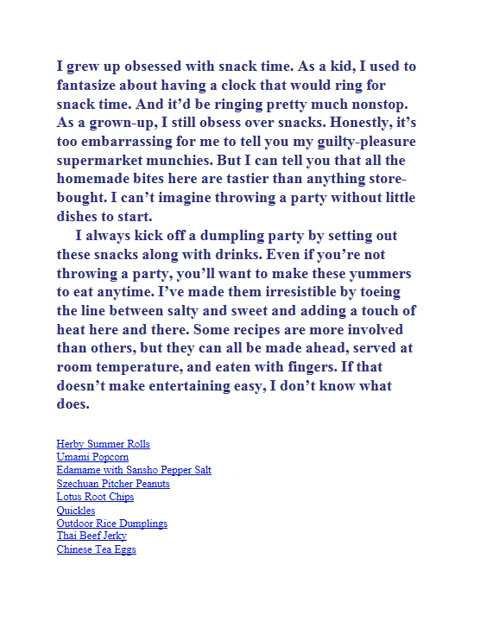 I grew up obsessed with snack time. As a kid, I used to
fantasize about having a clock that would ring for
snack time. And it’d be ringing pretty much nonstop.
As a grown-up, I still obsess over snacks. Honestly, it’s
too embarrassing for me to tell you my guilty-pleasure
supermarket munchies. But I can tell you that all the
homemade bites here are tastier than anything store-
bought. I can’t imagine throwing a party without little
dishes to start.
I always kick off a dumpling party by setting out
these snacks along with drinks. Even if you’re not
throwing a party, you’ll want to make these yummers
to eat anytime. I’ve made them irresistible by toeing
the line between salty and sweet and adding a touch of
heat here and there. Some recipes are more involved
than others, but they can all be made ahead, served at
room temperature, and eaten with fingers. If that
doesn’t make entertaining easy, I don’t know what
does.
Herby Summer Rolls
Umami Popcorn
Edamame with Sansho Pepper Salt
Szechuan Pitcher Peanuts
Lotus Root Chips
Quickles
Outdoor Rice Dumplings
Thai Beef Jerky
Chinese Tea Eggs